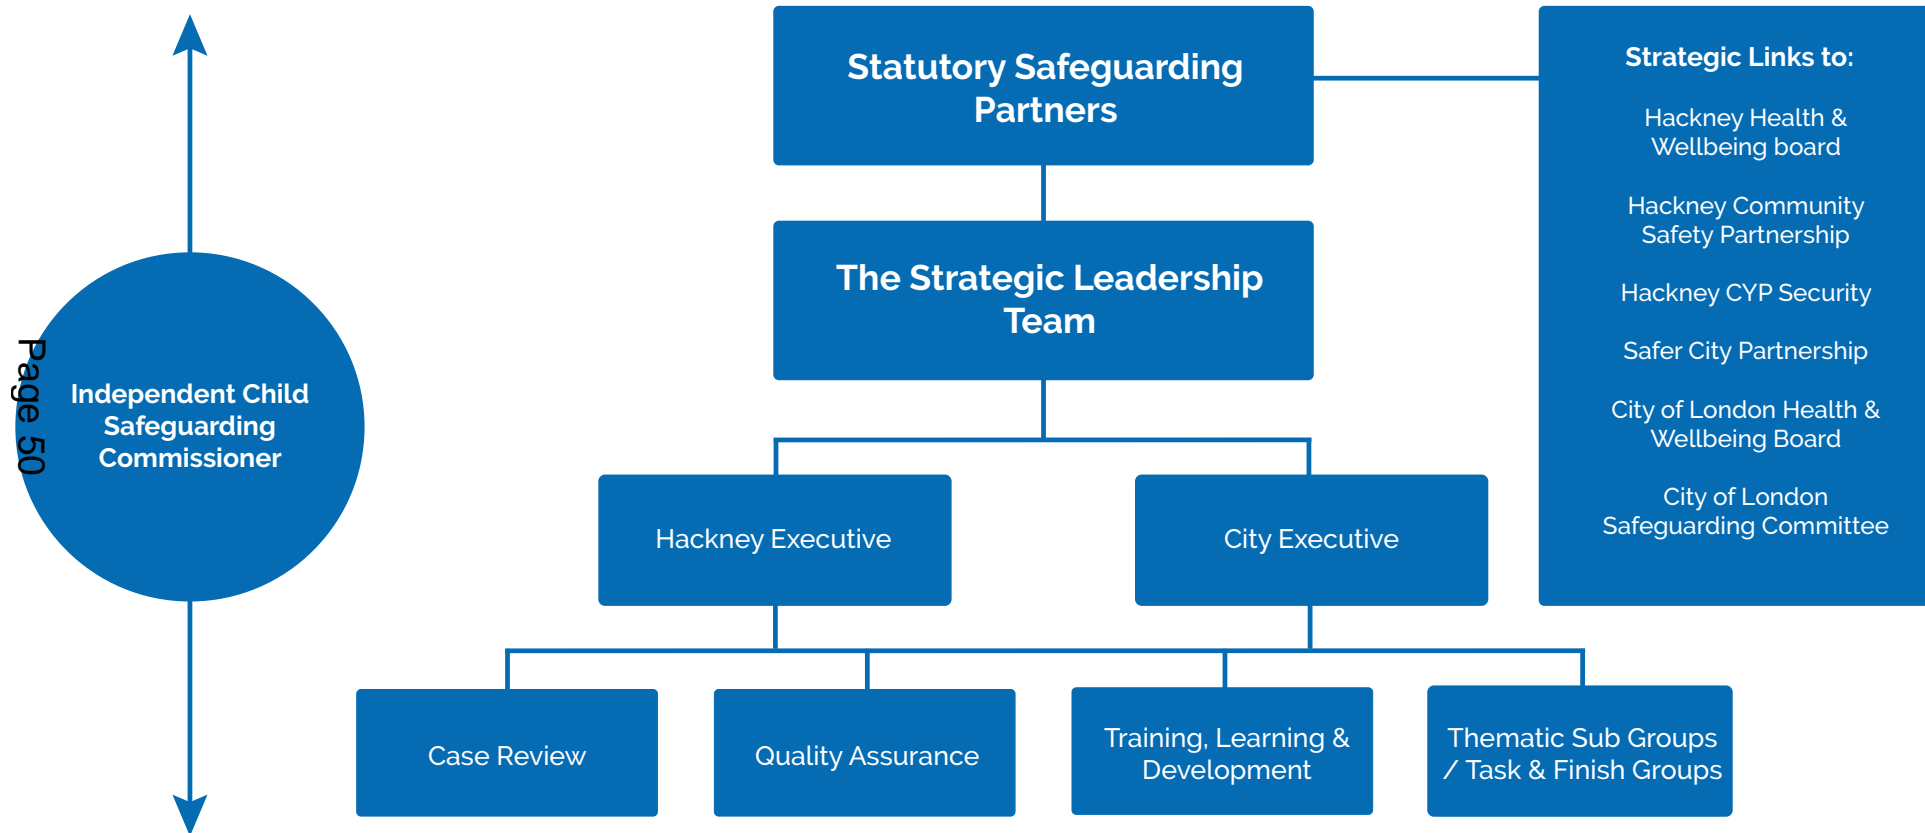 Statutory Safeguarding
Partners
Strategic Links to:
Hackney Health &
Wellbeing board
Hackney Community
Safety Partnership
Hackney CYP Security
Safer City Partnership
City of London Health &
Wellbeing Board
City of London
Safeguarding Committee
The Strategic Leadership
Team
Page 50
Independent Child
Safeguarding
Commissioner
Hackney Executive
City Executive
Case Review
Quality Assurance
Training, Learning &
Development
Thematic Sub Groups
/ Task & Finish Groups